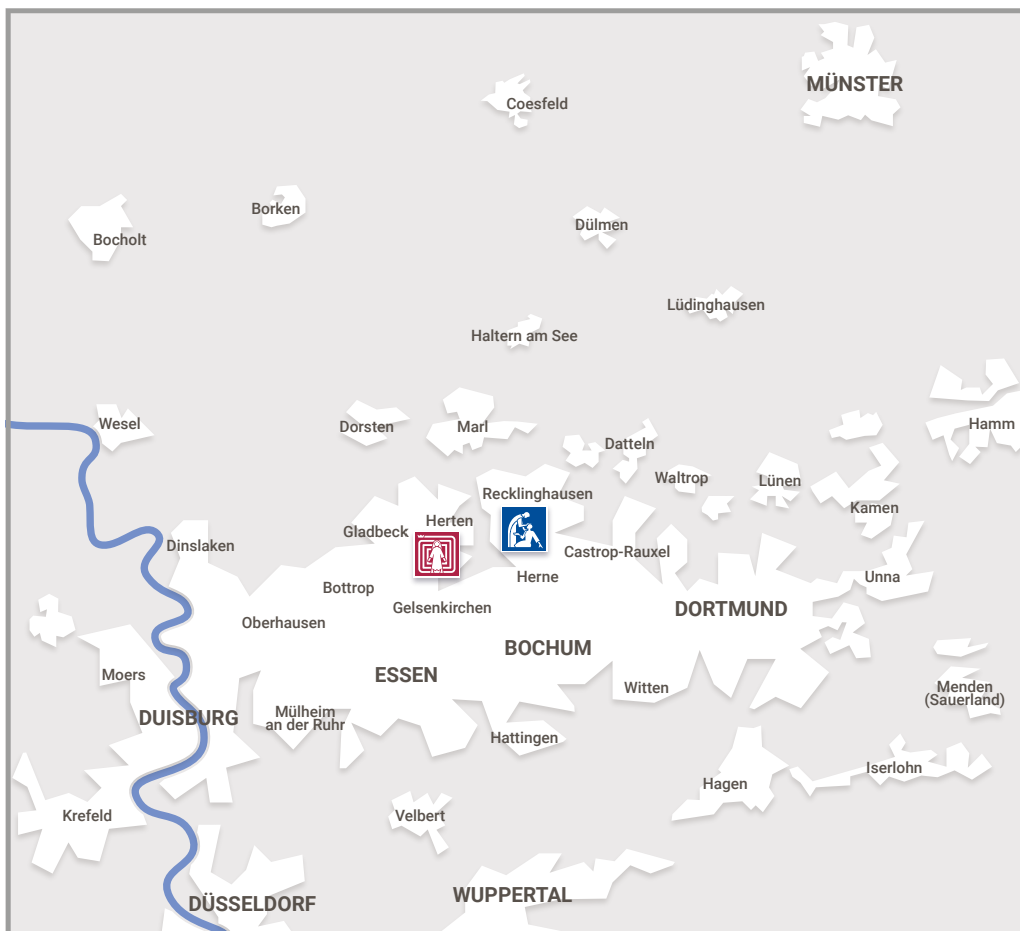 MÜNSTER
Coesfeld
Borken
Dülmen
Bocholt
Lüdinghausen
Haltern am See
Wesel
Dorsten
Marl
Hamm
Datteln
Waltrop
Lünen
Recklinghausen
Kamen
Herten
Gladbeck
Dinslaken
Castrop-Rauxel
Herne
Unna
Bottrop
Gelsenkirchen
DORTMUND
Oberhausen
BOCHUM
Moers
ESSEN
Witten
Menden
(Sauerland)
Mülheim
an der Ruhr
DUISBURG
Hattingen
Iserlohn
Hagen
Krefeld
Velbert
WUPPERTAL
DÜSSELDORF